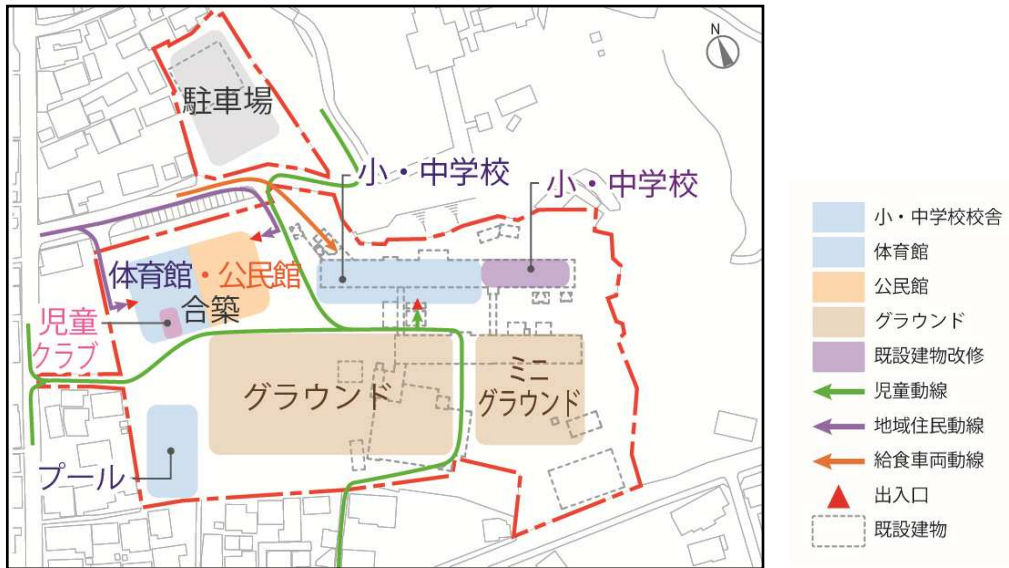 N
駐車場
小・中学校
小・中学校
体育館・公民館
合築
児童
クラブ
グラウンド
ミニ
グラウンド
プール
小・中学校校舎
体育館
公民館
グラウンド
既設建物改修
児童動線
地域住民動線
給食車両動線
出入口
既設建物